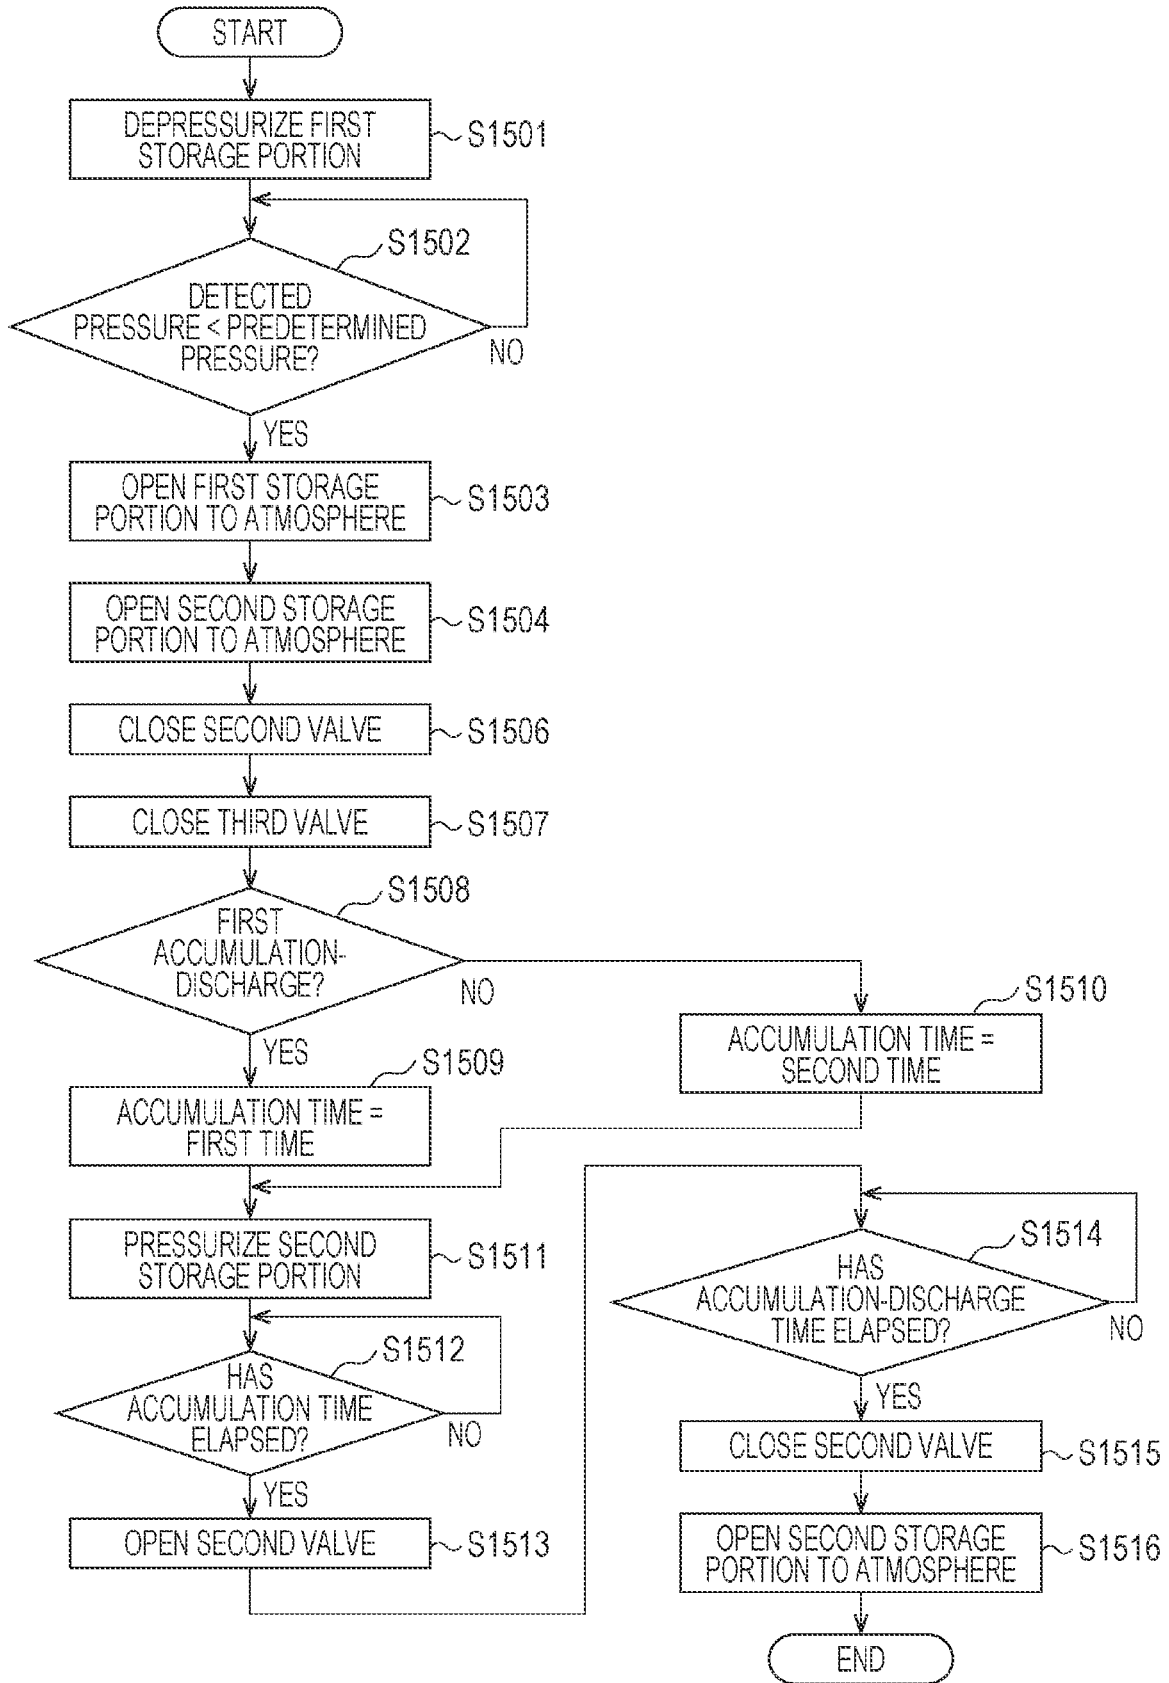 START
DEPRESSURIZE FIRST
STORAGE PORTION
S1501
S1502
DETECTED
PRESSURE < PREDETERMINED
PRESSURE?
NO
YES
OPEN FIRST STORAGE
PORTION TO ATMOSPHERE
S1503
OPEN SECOND STORAGE
PORTION TO ATMOSPHERE
S1504
CLOSE SECOND VALVE
S1506
CLOSE THIRD VALVE
S1507
S1508
FIRST
ACCUMULATION-
DISCHARGE?
NO
YES
S1509
ACCUMULATION TIME =
FIRST TIME
S1510
ACCUMULATION TIME =
SECOND TIME
PRESSURIZE SECOND
STORAGE PORTION
S1511
S1512
HAS
ACCUMULATION TIME
ELAPSED?
NO
YES
OPEN SECOND VALVE
S1513
S1514
HAS
ACCUMULATION-DISCHARGE
TIME ELAPSED?
NO
YES
CLOSE SECOND VALVE
S1515
OPEN SECOND STORAGE
PORTION TO ATMOSPHERE
S1516
END